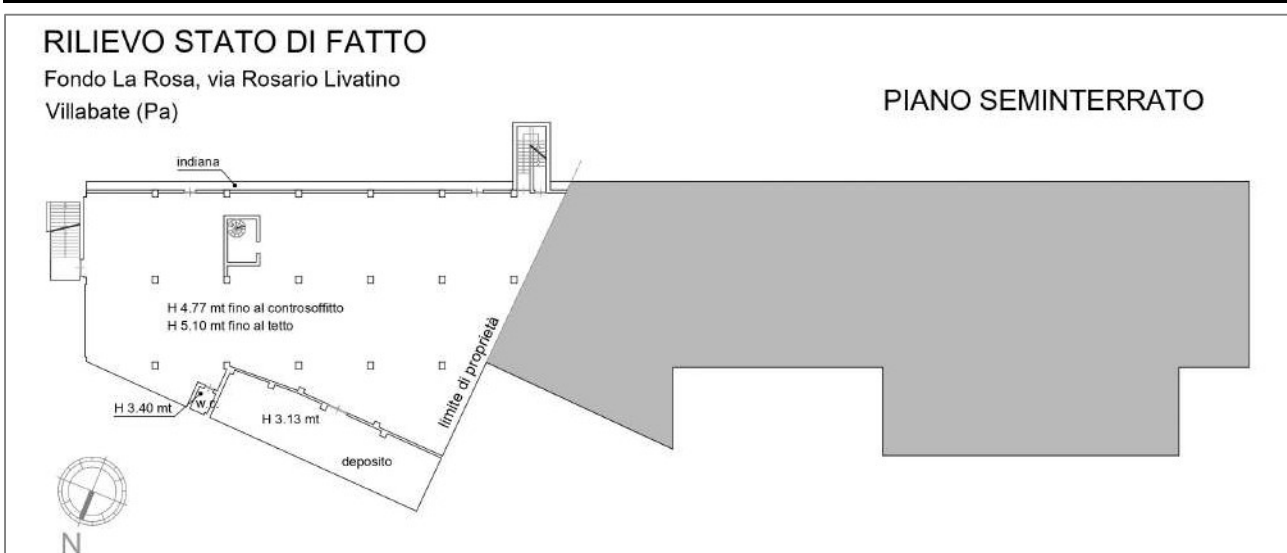 RILIEVO STATO DI FATTO
Fondo La Rosa, via Rosario Livatino
Villabate (Pa)
PIANO SEMINTERRATO
indiana
H 4.77 mt fino al controsoffitto
H 5.10 mt fino al tetto
limite di proprietà
H 3.40 mt
w.c.
H 3.13 mt
deposito
N